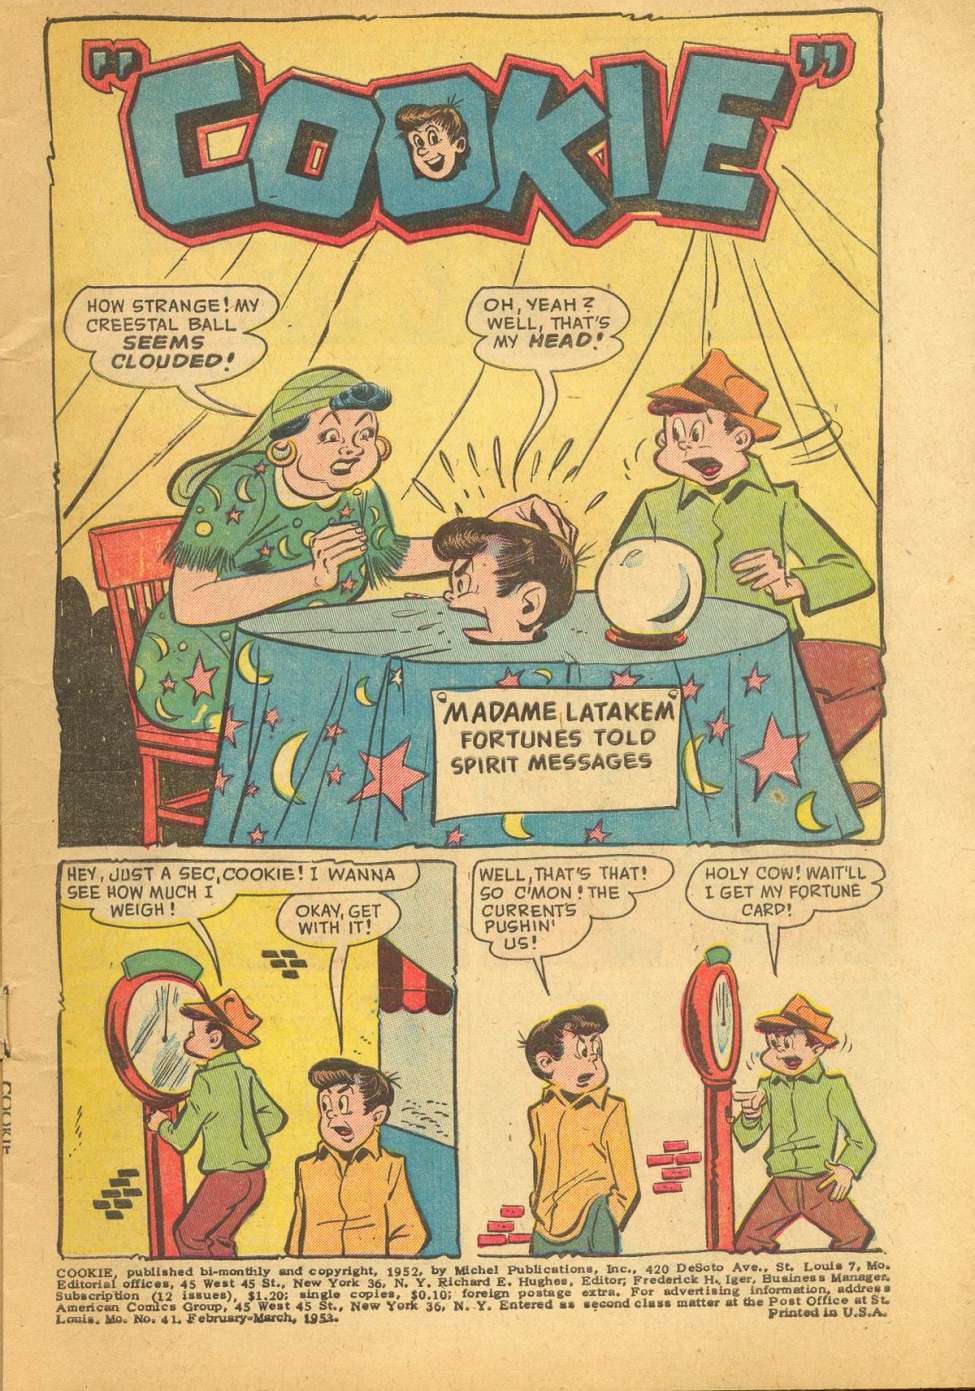 "COOKIE"
HOW STRANGE! MY
CREESTAL BALL
SEEMS
CLOUDED!
OH, YEAH?
WELL, THAT'S
MY HEAD!
MADAME LATAKEM
FORTUNES TOLD
SPIRIT MESSAGES
HEY, JUST A SEC, COOKIE! I WANNA
SEE HOW MUCH I
WEIGH!
OKAY, GET
WITH IT!
WELL, THAT'S THAT!
SO C'MON! THE
CURRENT'S
PUSHIN'
US!
HOLY COW! WAIT'LL
I GET MY FORTUNE
CARD!
COOKIE
COOKIE, published bi-monthly and copyright, 1952, by Michel Publications, Inc., 420 DeSoto Ave., St. Louis 7, Mo.
Editorial offices, 45 West 45 St., New York 36, N. Y. Richard E. Hughes, Editor; Frederick H. Iger, Business Manager.
Subscription (12 issues), $1.20; single copies, $0.10; foreign postage extra. For advertising information, address
American Comics Group, 45 West 45 St., New York 36, N. Y. Entered as second class matter at the Post Office at St.
Louis, Mo. No. 41, February-March, 1953. Printed in U.S.A.